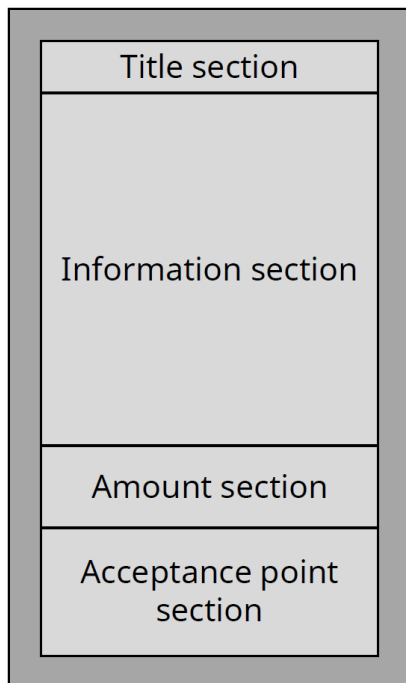 Title section
Information section
Amount section
Acceptance point
section